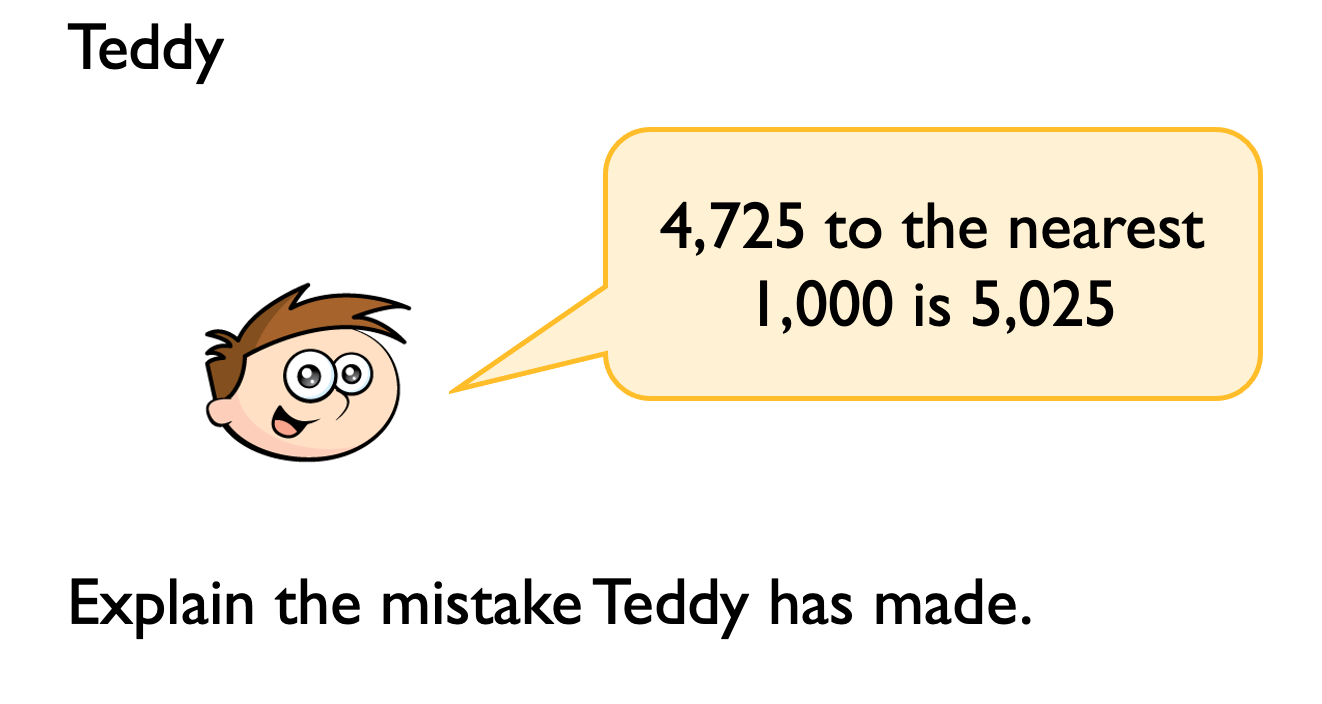 Teddy
4,725 to the nearest
1,000 is 5,025
Explain the mistake Teddy has made.